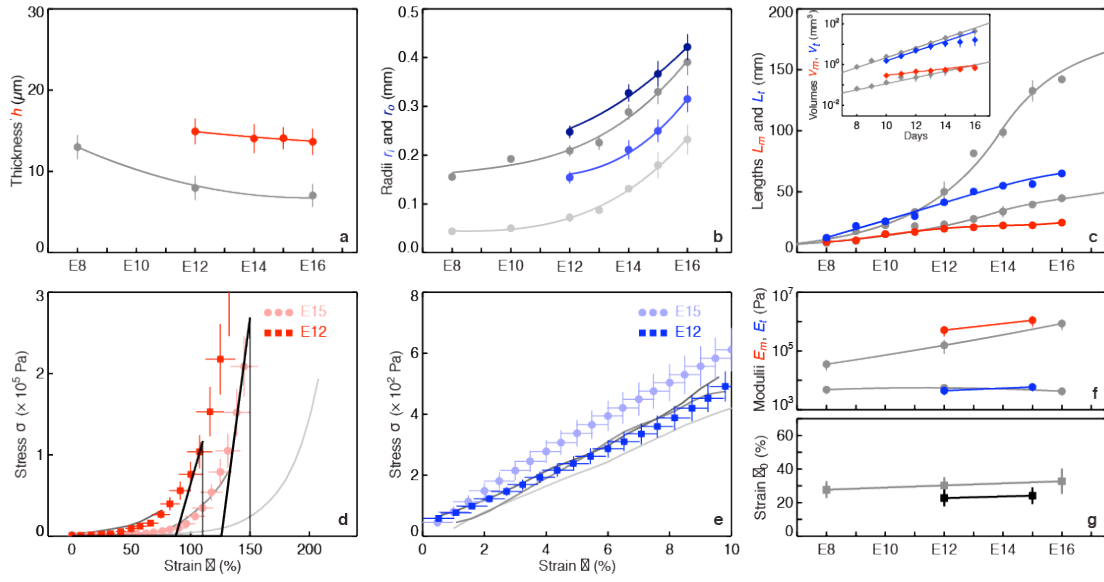 30
20
10
0
Thickness h (μm)
E8 E10 E12 E14 E16
a
0.5
0.4
0.3
0.2
0.1
0.0
Radii ri and ro (mm)
E8 E10 E12 E14 E16
b
200
150
100
50
0
Lengths Lm and Lt (mm)
E8 E10 E12 E14 E16
c
Volumes Vm, Vt (mm³)
10²
10⁰
10⁻²
8 10 12 14 16
Days
3
2
1
0
Stress σ (× 10⁵ Pa)
E15
E12
0 50 100 150 200
Strain (%)
d
8
6
4
2
0
Stress σ (× 10² Pa)
E15
E12
0 2 4 6 8 10
Strain (%)
e
10⁷
10⁵
10³
Modulii Em, Et (Pa)
f
80
60
40
20
0
Strain ₀ (%)
g
E8 E10 E12 E14 E16